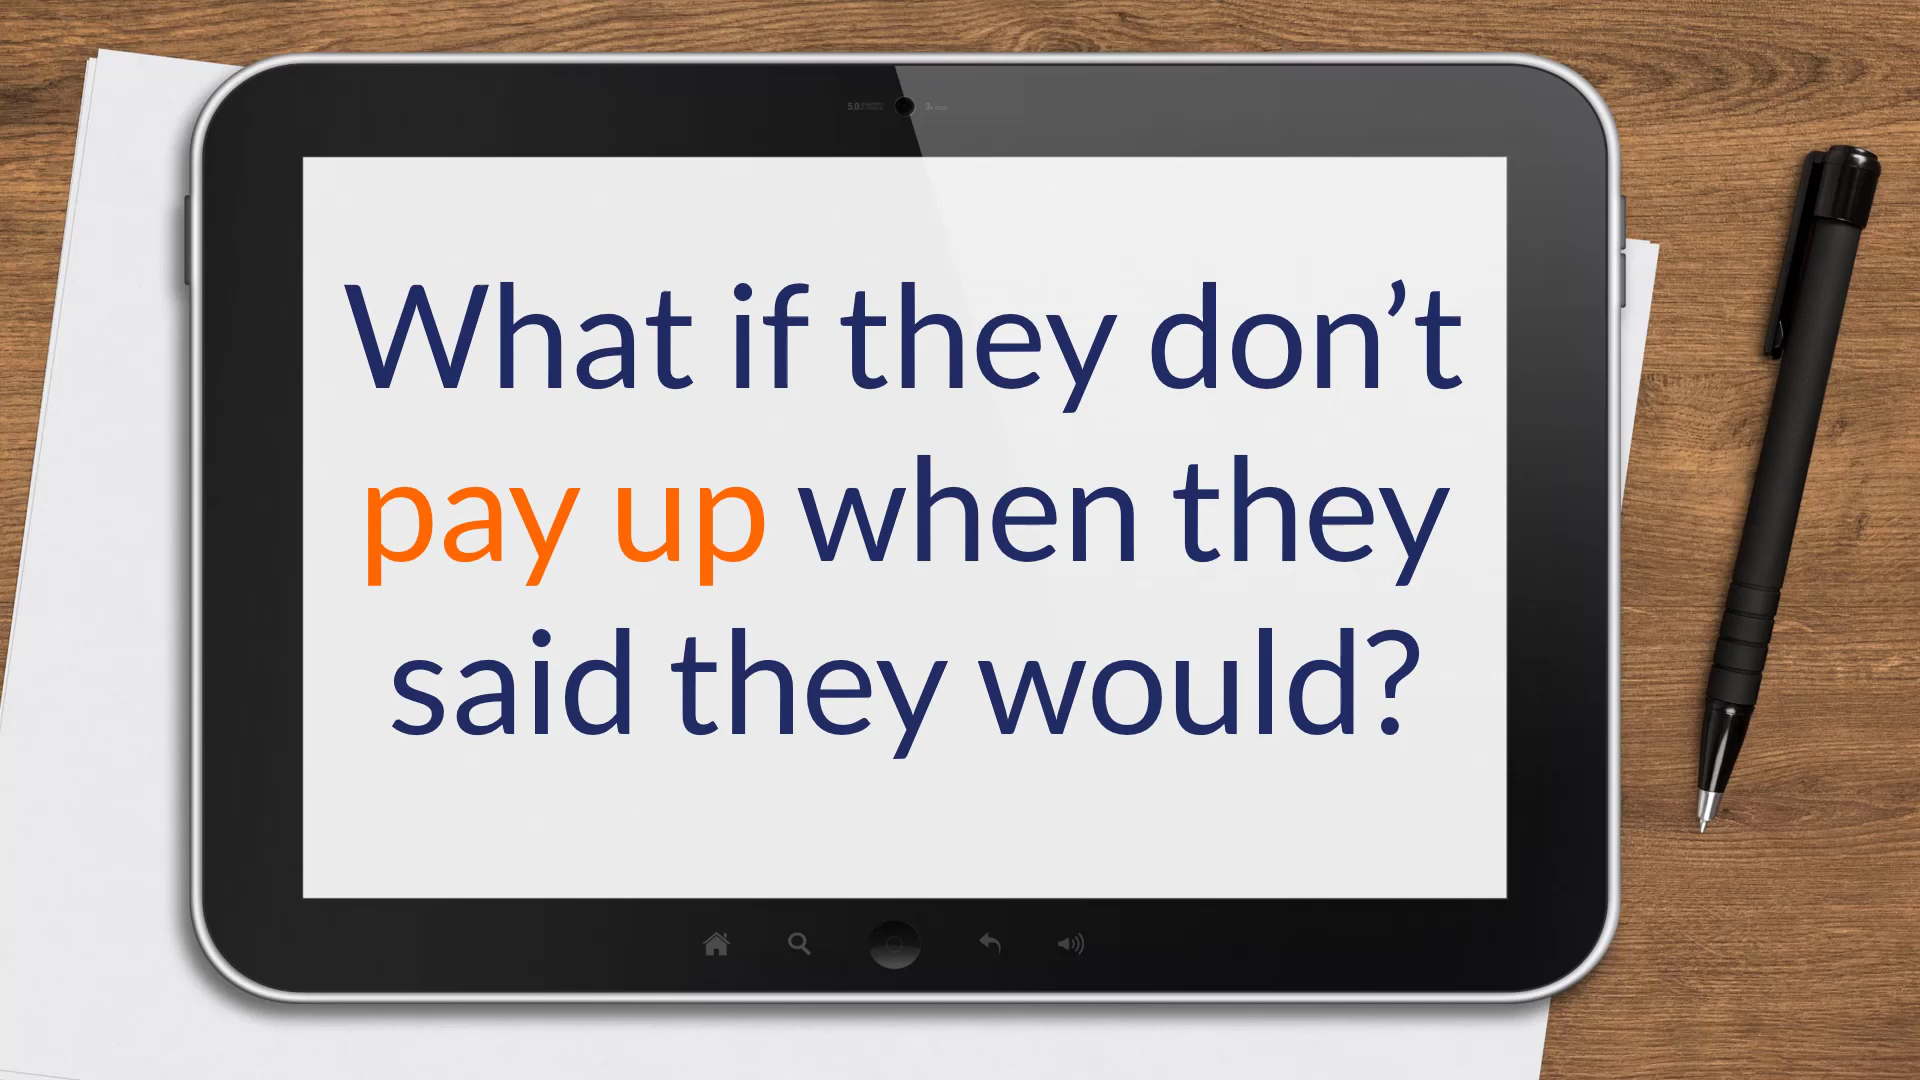 What if they don’t
pay up when they
said they would?